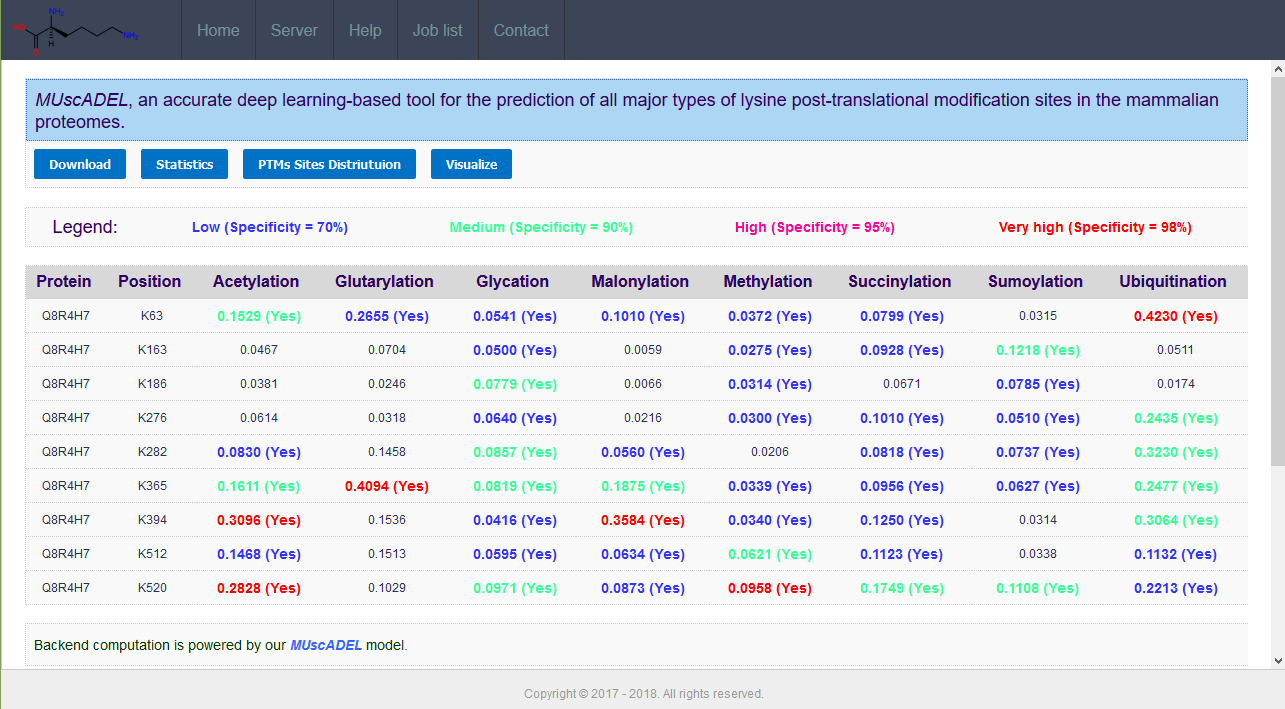 NH₂
HO
NH₂
H
O
Home Server Help Job list Contact
MUscADEL, an accurate deep learning-based tool for the prediction of all major types of lysine post-translational modification sites in the mammalian
proteomes.
Download Statistics PTMs Sites Distriutuion Visualize
Legend: Low (Specificity = 70%) Medium (Specificity = 90%) High (Specificity = 95%) Very high (Specificity = 98%)
Protein Position Acetylation Glutarylation Glycation Malonylation Methylation Succinylation Sumoylation Ubiquitination
Q8R4H7 K63 0.1529 (Yes) 0.2655 (Yes) 0.0541 (Yes) 0.1010 (Yes) 0.0372 (Yes) 0.0799 (Yes) 0.0315 0.4230 (Yes)
Q8R4H7 K163 0.0467 0.0704 0.0500 (Yes) 0.0059 0.0275 (Yes) 0.0928 (Yes) 0.1218 (Yes) 0.0511
Q8R4H7 K186 0.0381 0.0246 0.0779 (Yes) 0.0066 0.0314 (Yes) 0.0671 0.0785 (Yes) 0.0174
Q8R4H7 K276 0.0614 0.0318 0.0640 (Yes) 0.0216 0.0300 (Yes) 0.1010 (Yes) 0.0510 (Yes) 0.2435 (Yes)
Q8R4H7 K282 0.0830 (Yes) 0.1458 0.0857 (Yes) 0.0560 (Yes) 0.0206 0.0818 (Yes) 0.0737 (Yes) 0.3230 (Yes)
Q8R4H7 K365 0.1611 (Yes) 0.4094 (Yes) 0.0819 (Yes) 0.1875 (Yes) 0.0339 (Yes) 0.0956 (Yes) 0.0627 (Yes) 0.2477 (Yes)
Q8R4H7 K394 0.3096 (Yes) 0.1536 0.0416 (Yes) 0.3584 (Yes) 0.0340 (Yes) 0.1250 (Yes) 0.0314 0.3064 (Yes)
Q8R4H7 K512 0.1468 (Yes) 0.1513 0.0595 (Yes) 0.0634 (Yes) 0.0621 (Yes) 0.1123 (Yes) 0.0338 0.1132 (Yes)
Q8R4H7 K520 0.2828 (Yes) 0.1029 0.0971 (Yes) 0.0873 (Yes) 0.0958 (Yes) 0.1749 (Yes) 0.1108 (Yes) 0.2213 (Yes)
Backend computation is powered by our MUscADEL model.
Copyright © 2017 - 2018. All rights reserved.